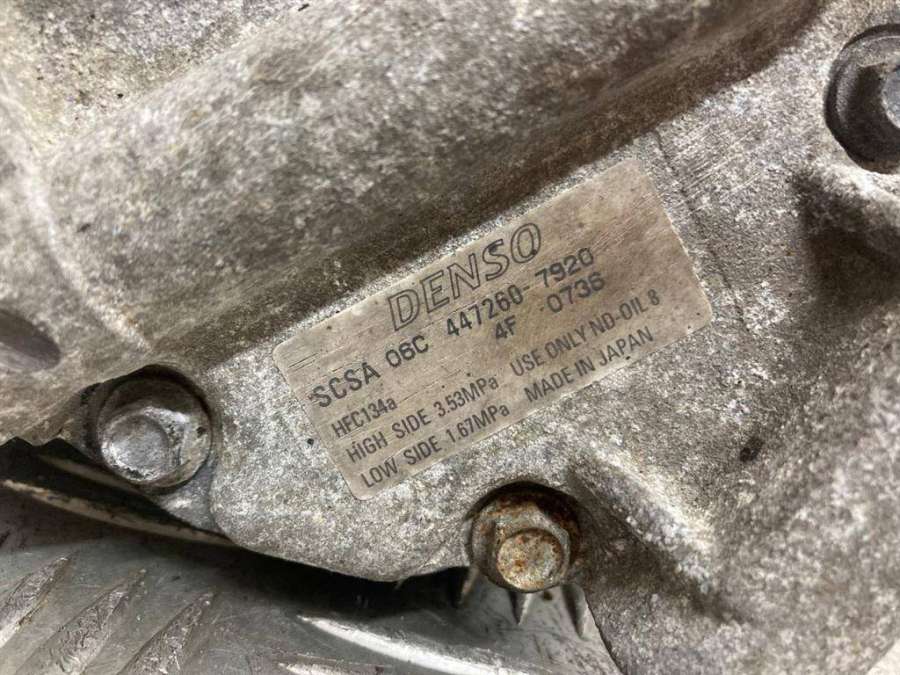 DENSO
SCSA 06C 447260-7920
4F 0736
HFC134a
HIGH SIDE 3.53MPa USE ONLY ND-OIL 8
LOW SIDE 1.67MPa MADE IN JAPAN